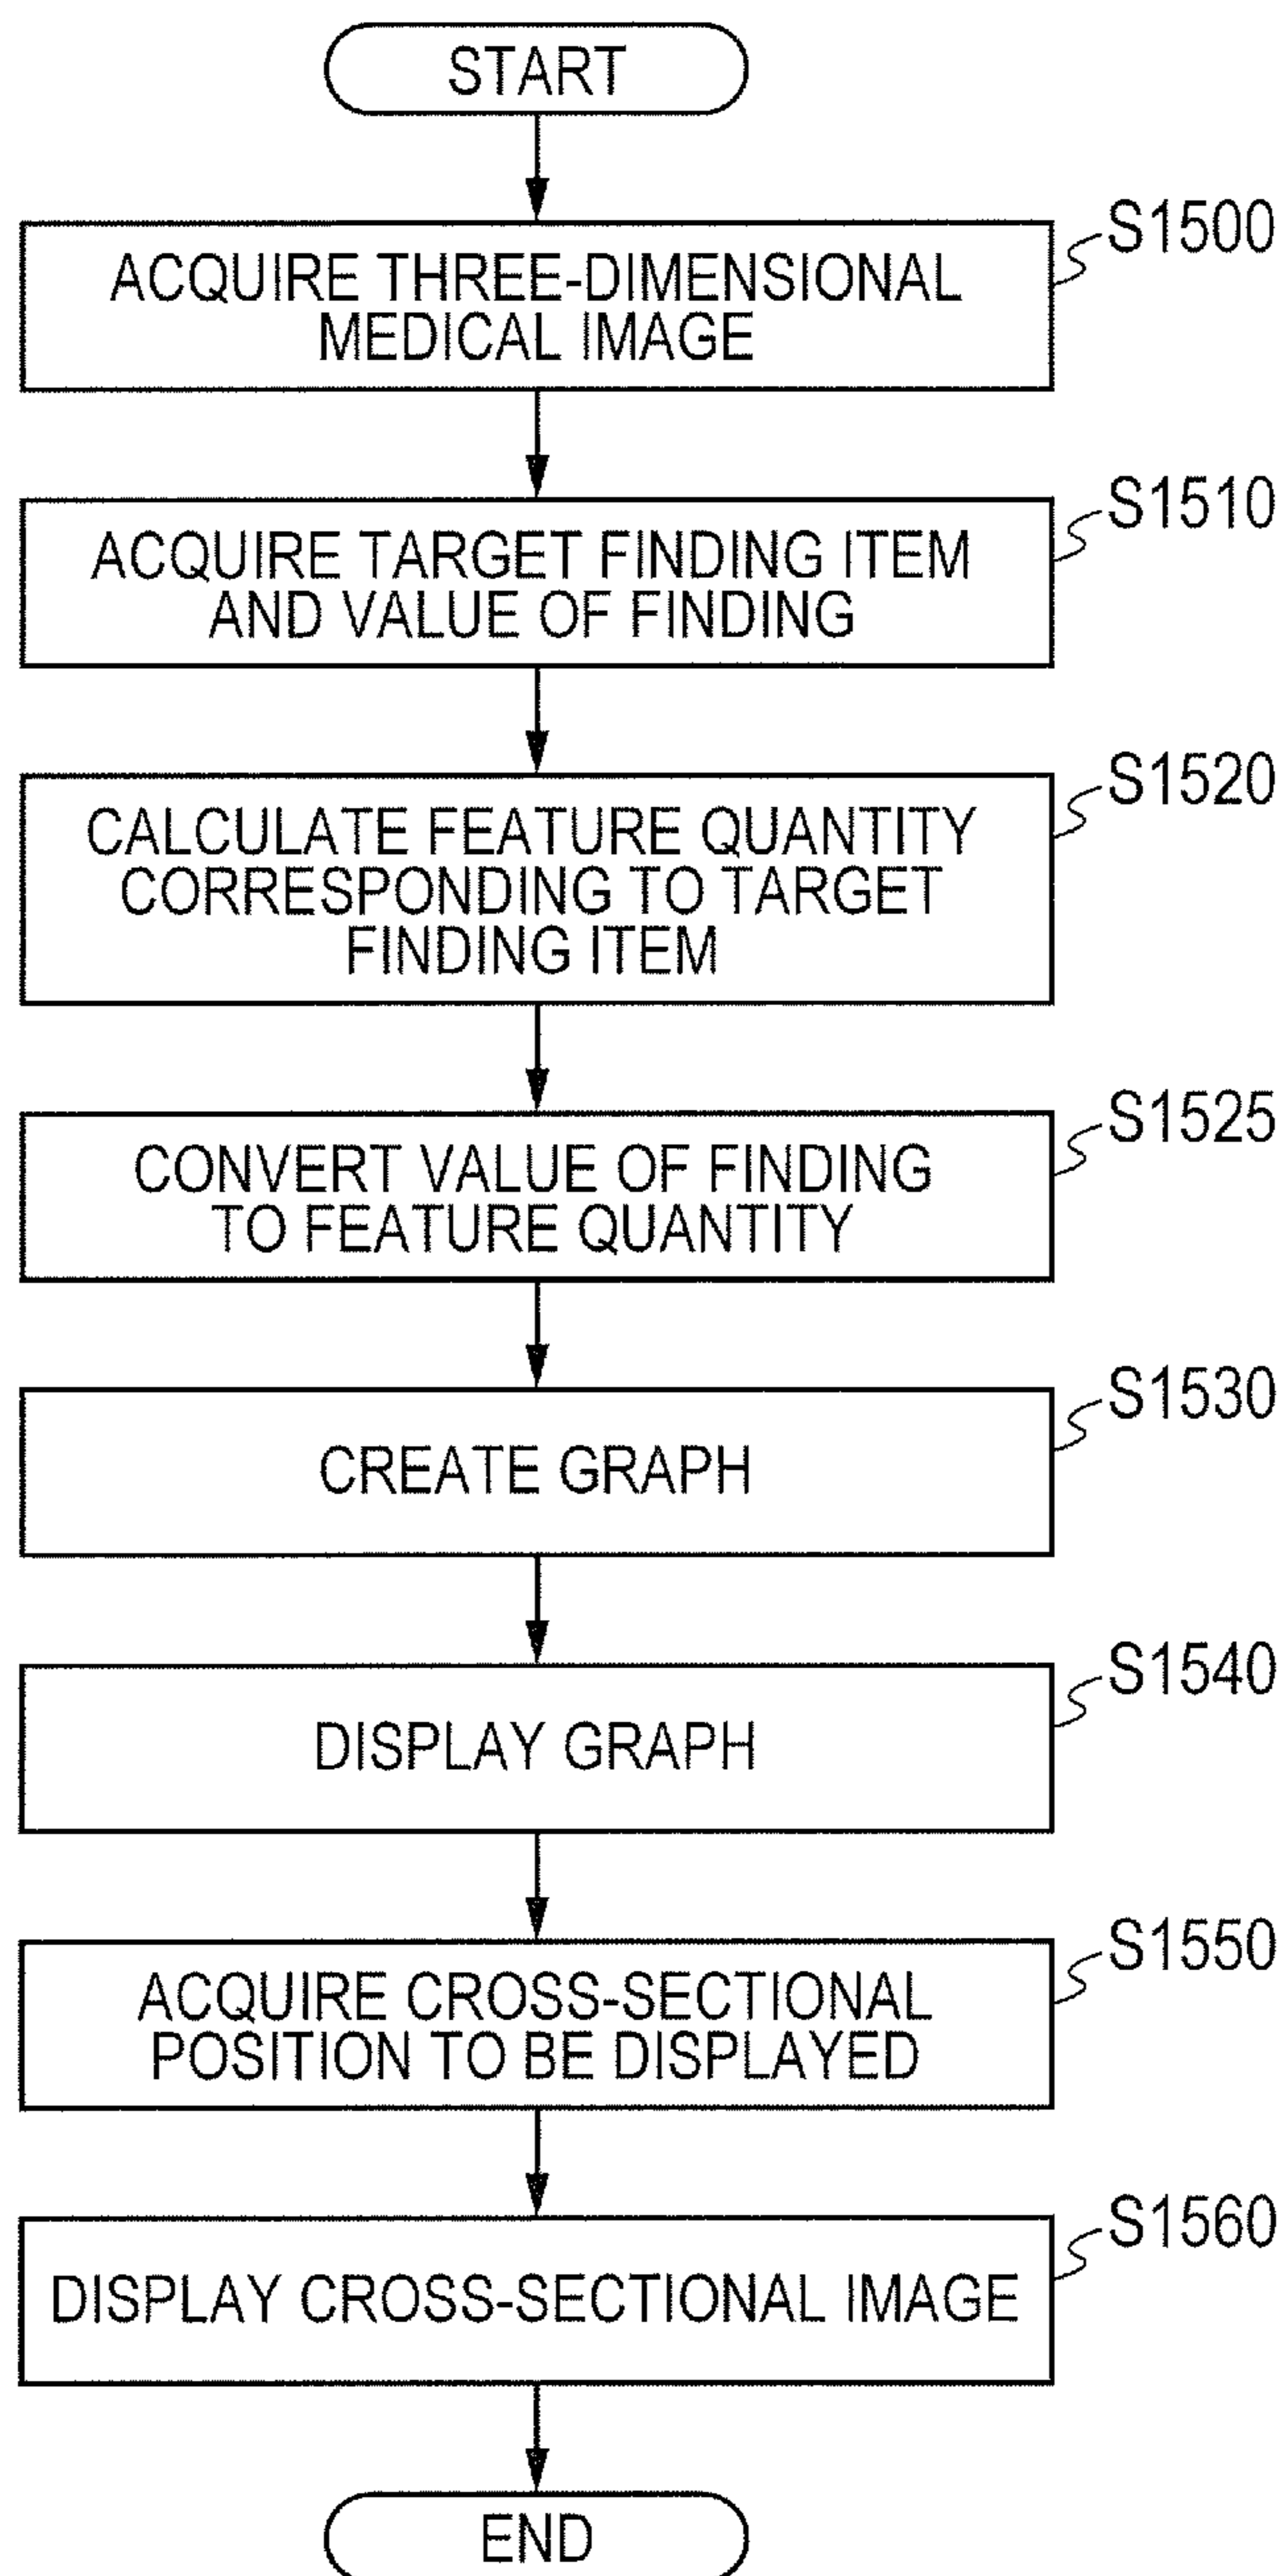 START
S1500
ACQUIRE THREE-DIMENSIONAL
MEDICAL IMAGE
S1510
ACQUIRE TARGET FINDING ITEM
AND VALUE OF FINDING
S1520
CALCULATE FEATURE QUANTITY
CORRESPONDING TO TARGET
FINDING ITEM
S1525
CONVERT VALUE OF FINDING
TO FEATURE QUANTITY
S1530
CREATE GRAPH
S1540
DISPLAY GRAPH
S1550
ACQUIRE CROSS-SECTIONAL
POSITION TO BE DISPLAYED
S1560
DISPLAY CROSS-SECTIONAL IMAGE
END